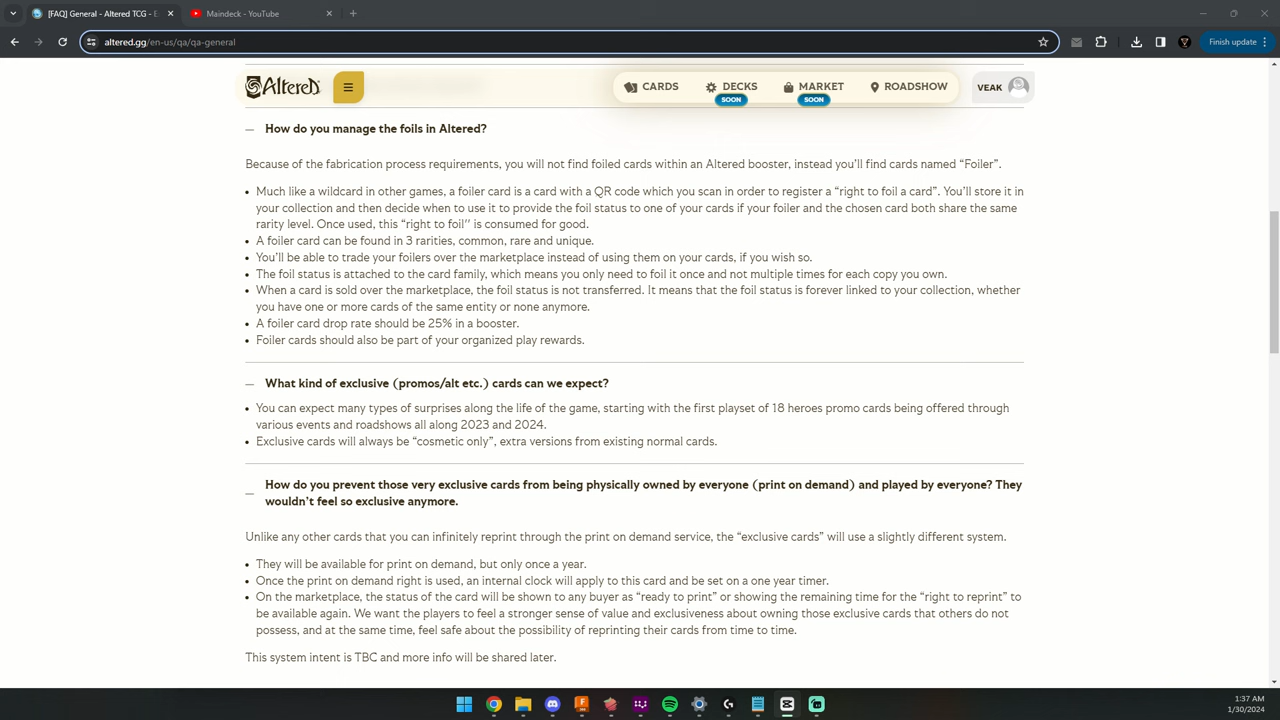 [FAQ] General - Altered TCG - E
Maindeck - YouTube
altered.gg/en-us/qa/qa-general
Finish update
AltereD
CARDS
DECKS
MARKET
ROADSHOW
VEAK
SOON
SOON
How do you manage the foils in Altered?
Because of the fabrication process requirements, you will not find foiled cards within an Altered booster, instead you'll find cards named “Foiler”.
• Much like a wildcard in other games, a foiler card is a card with a QR code which you scan in order to register a “right to foil a card”. You'll store it in
your collection and then decide when to use it to provide the foil status to one of your cards if your foiler and the chosen card both share the same
rarity level. Once used, this “right to foil'' is consumed for good.
• A foiler card can be found in 3 rarities, common, rare and unique.
• You'll be able to trade your foilers over the marketplace instead of using them on your cards, if you wish so.
• The foil status is attached to the card family, which means you only need to foil it once and not multiple times for each copy you own.
• When a card is sold over the marketplace, the foil status is not transferred. It means that the foil status is forever linked to your collection, whether
you have one or more cards of the same entity or none anymore.
• A foiler card drop rate should be 25% in a booster.
• Foiler cards should also be part of your organized play rewards.
What kind of exclusive (promos/alt etc.) cards can we expect?
• You can expect many types of surprises along the life of the game, starting with the first playset of 18 heroes promo cards being offered through
various events and roadshows all along 2023 and 2024.
• Exclusive cards will always be “cosmetic only”, extra versions from existing normal cards.
How do you prevent those very exclusive cards from being physically owned by everyone (print on demand) and played by everyone? They
wouldn't feel so exclusive anymore.
Unlike any other cards that you can infinitely reprint through the print on demand service, the “exclusive cards” will use a slightly different system.
• They will be available for print on demand, but only once a year.
• Once the print on demand right is used, an internal clock will apply to this card and be set on a one year timer.
• On the marketplace, the status of the card will be shown to any buyer as “ready to print” or showing the remaining time for the “right to reprint” to
be available again. We want the players to feel a stronger sense of value and exclusiveness about owning those exclusive cards that others do not
possess, and at the same time, feel safe about the possibility of reprinting their cards from time to time.
This system intent is TBC and more info will be shared later.
1:37 AM
1/30/2024